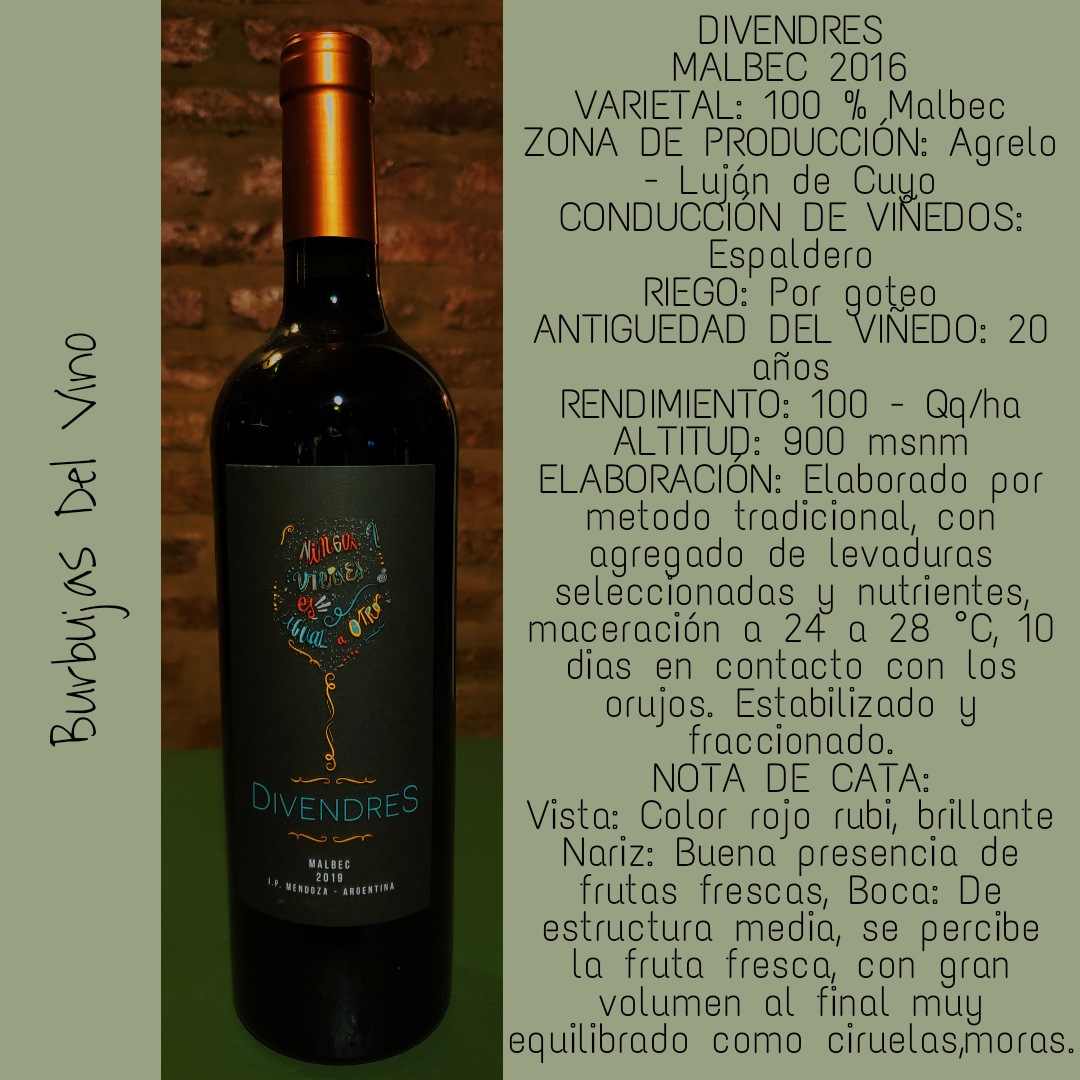 Burbujas Del Vino
NINGUN
VIERNES
es
IGUAL a OTRO
DIVENDRES
MALBEC
2019
I.P. MENDOZA - ARGENTINA
DIVENDRES
MALBEC 2016
VARIETAL: 100 % Malbec
ZONA DE PRODUCCIÓN: Agrelo
- Luján de Cuyo
CONDUCCIÓN DE VIÑEDOS:
Espaldero
RIEGO: Por goteo
ANTIGUEDAD DEL VIÑEDO: 20
años
RENDIMIENTO: 100 - Qq/ha
ALTITUD: 900 msnm
ELABORACIÓN: Elaborado por
metodo tradicional, con
agregado de levaduras
seleccionadas y nutrientes,
maceración a 24 a 28 °C, 10
dias en contacto con los
orujos. Estabilizado y
fraccionado.
NOTA DE CATA:
Vista: Color rojo rubi, brillante
Nariz: Buena presencia de
frutas frescas, Boca: De
estructura media, se percibe
la fruta fresca, con gran
volumen al final muy
equilibrado como ciruelas,moras.